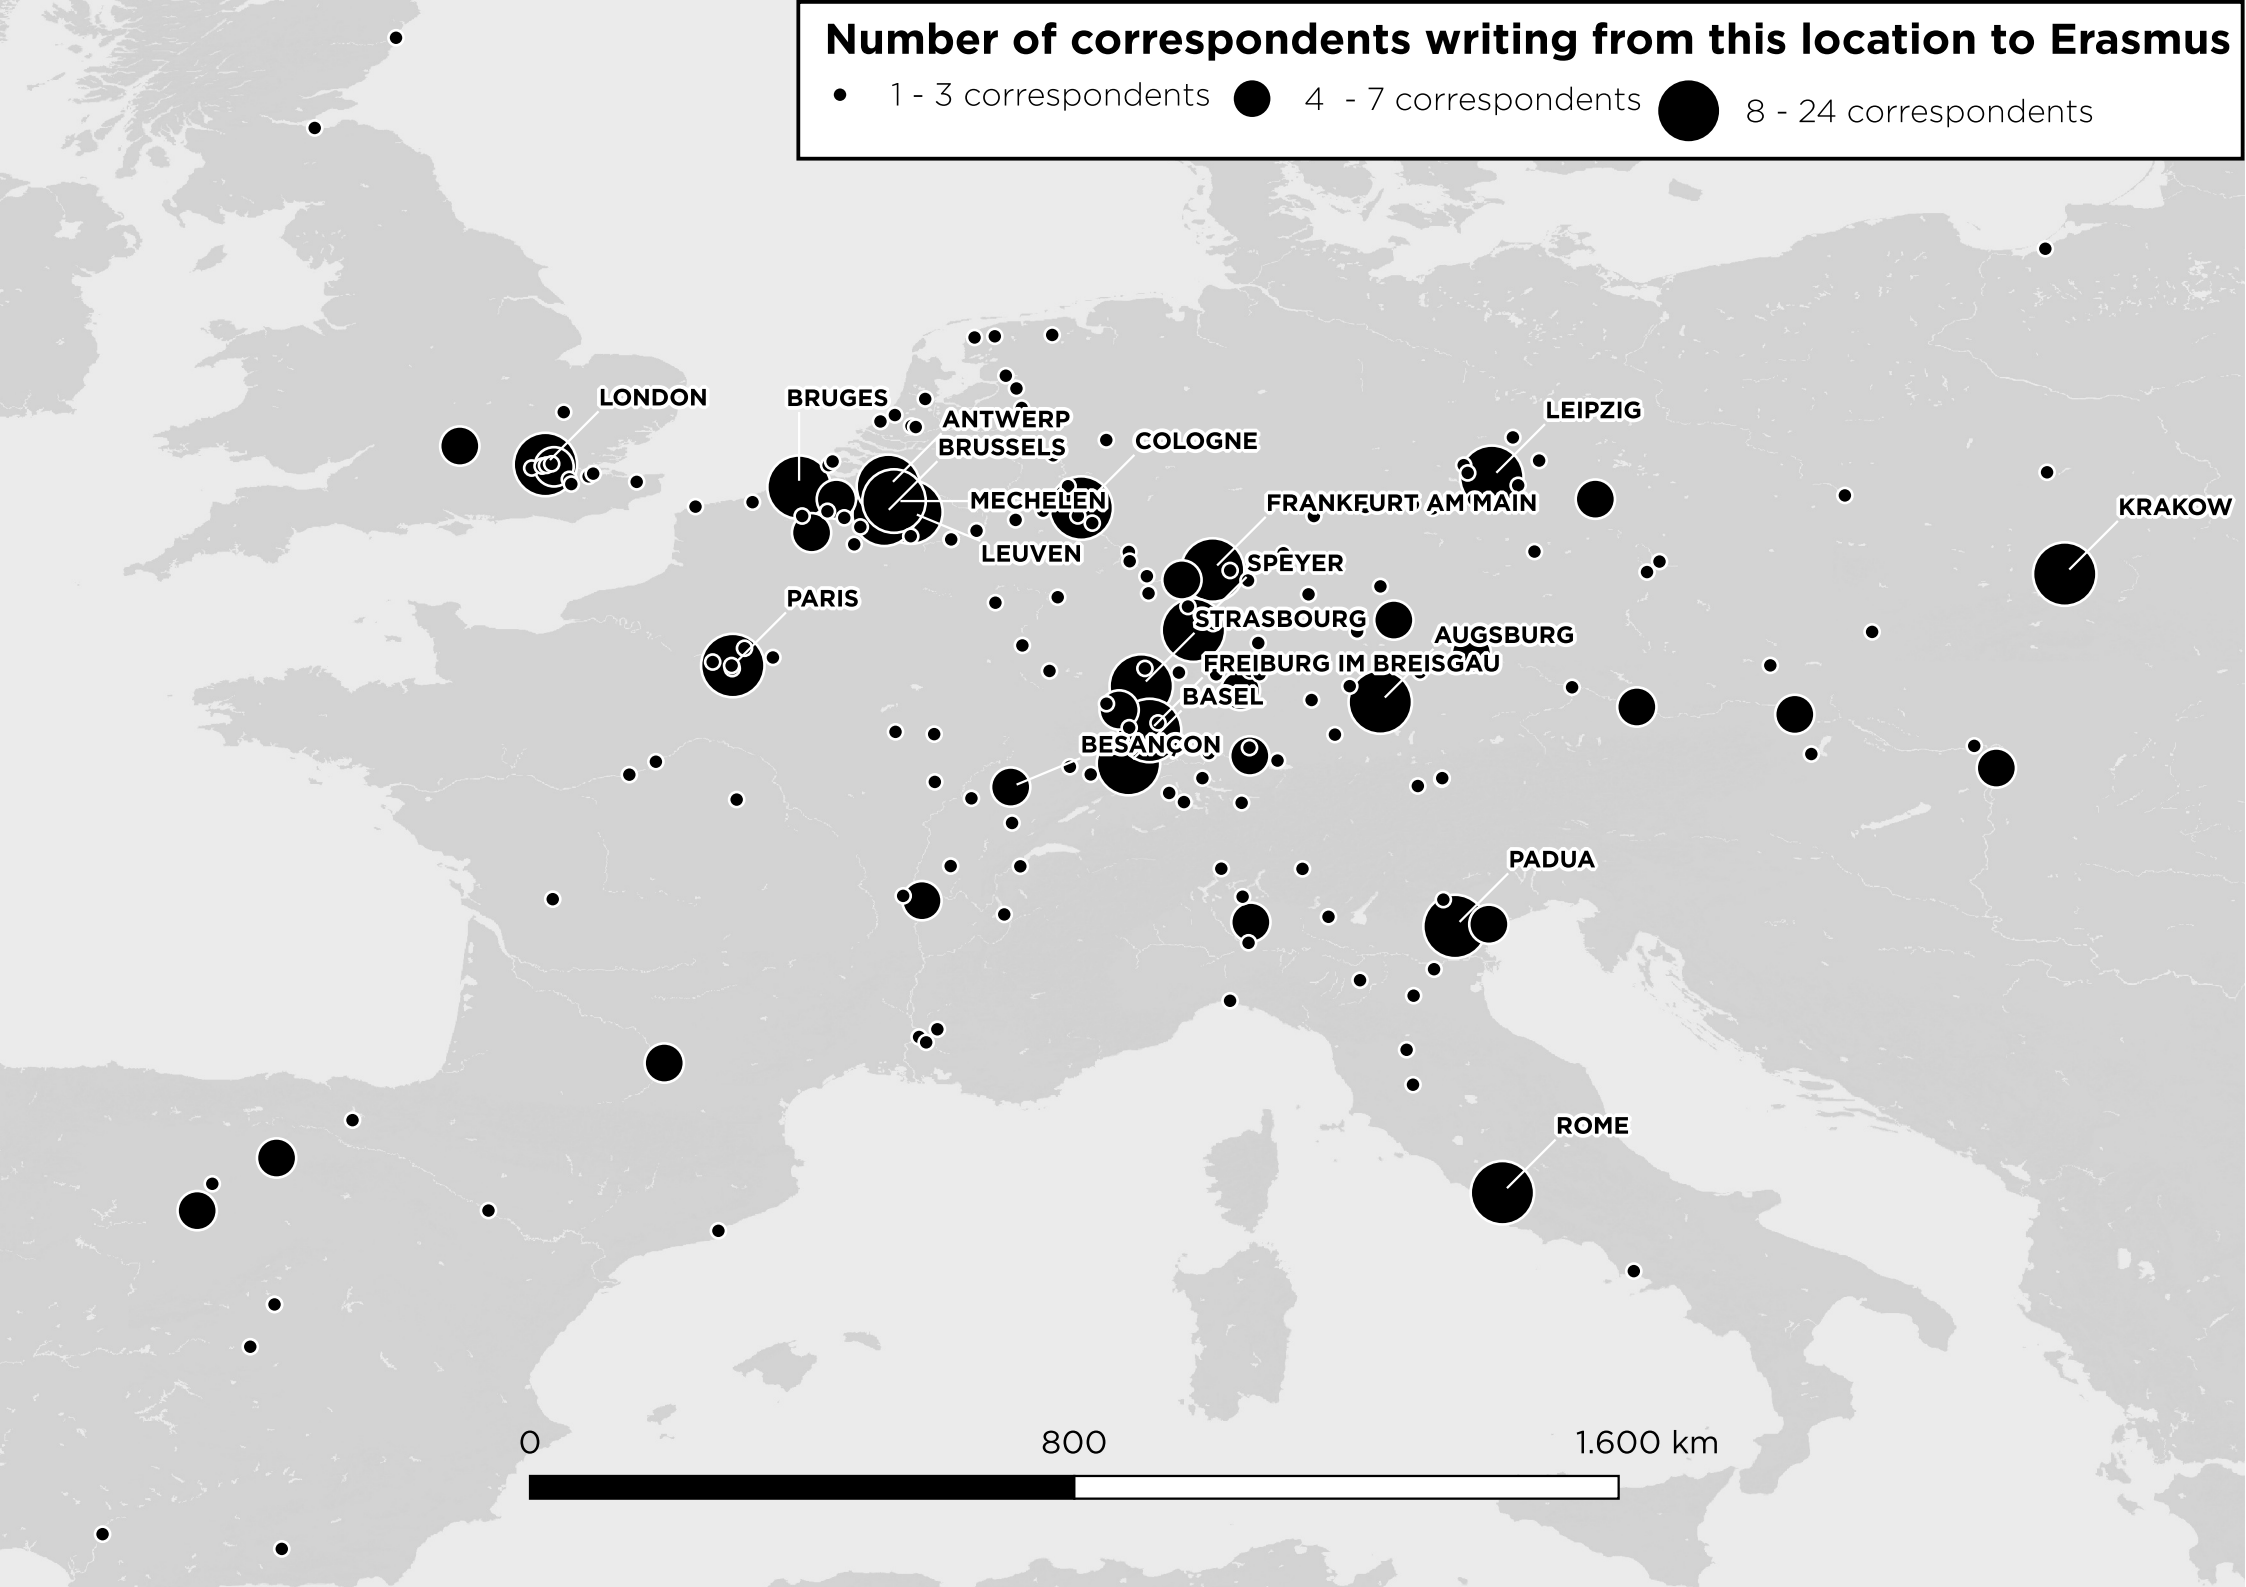 Number of correspondents writing from this location to Erasmus
1 - 3 correspondents
4 - 7 correspondents
8 - 24 correspondents
LONDON
BRUGES
ANTWERP
BRUSSELS
COLOGNE
LEIPZIG
MECHELEN
FRANKFURT AM MAIN
KRAKOW
LEUVEN
SPEYER
PARIS
STRASBOURG
AUGSBURG
FREIBURG IM BREISGAU
BASEL
BESANÇON
PADUA
ROME
0 800 1.600 km